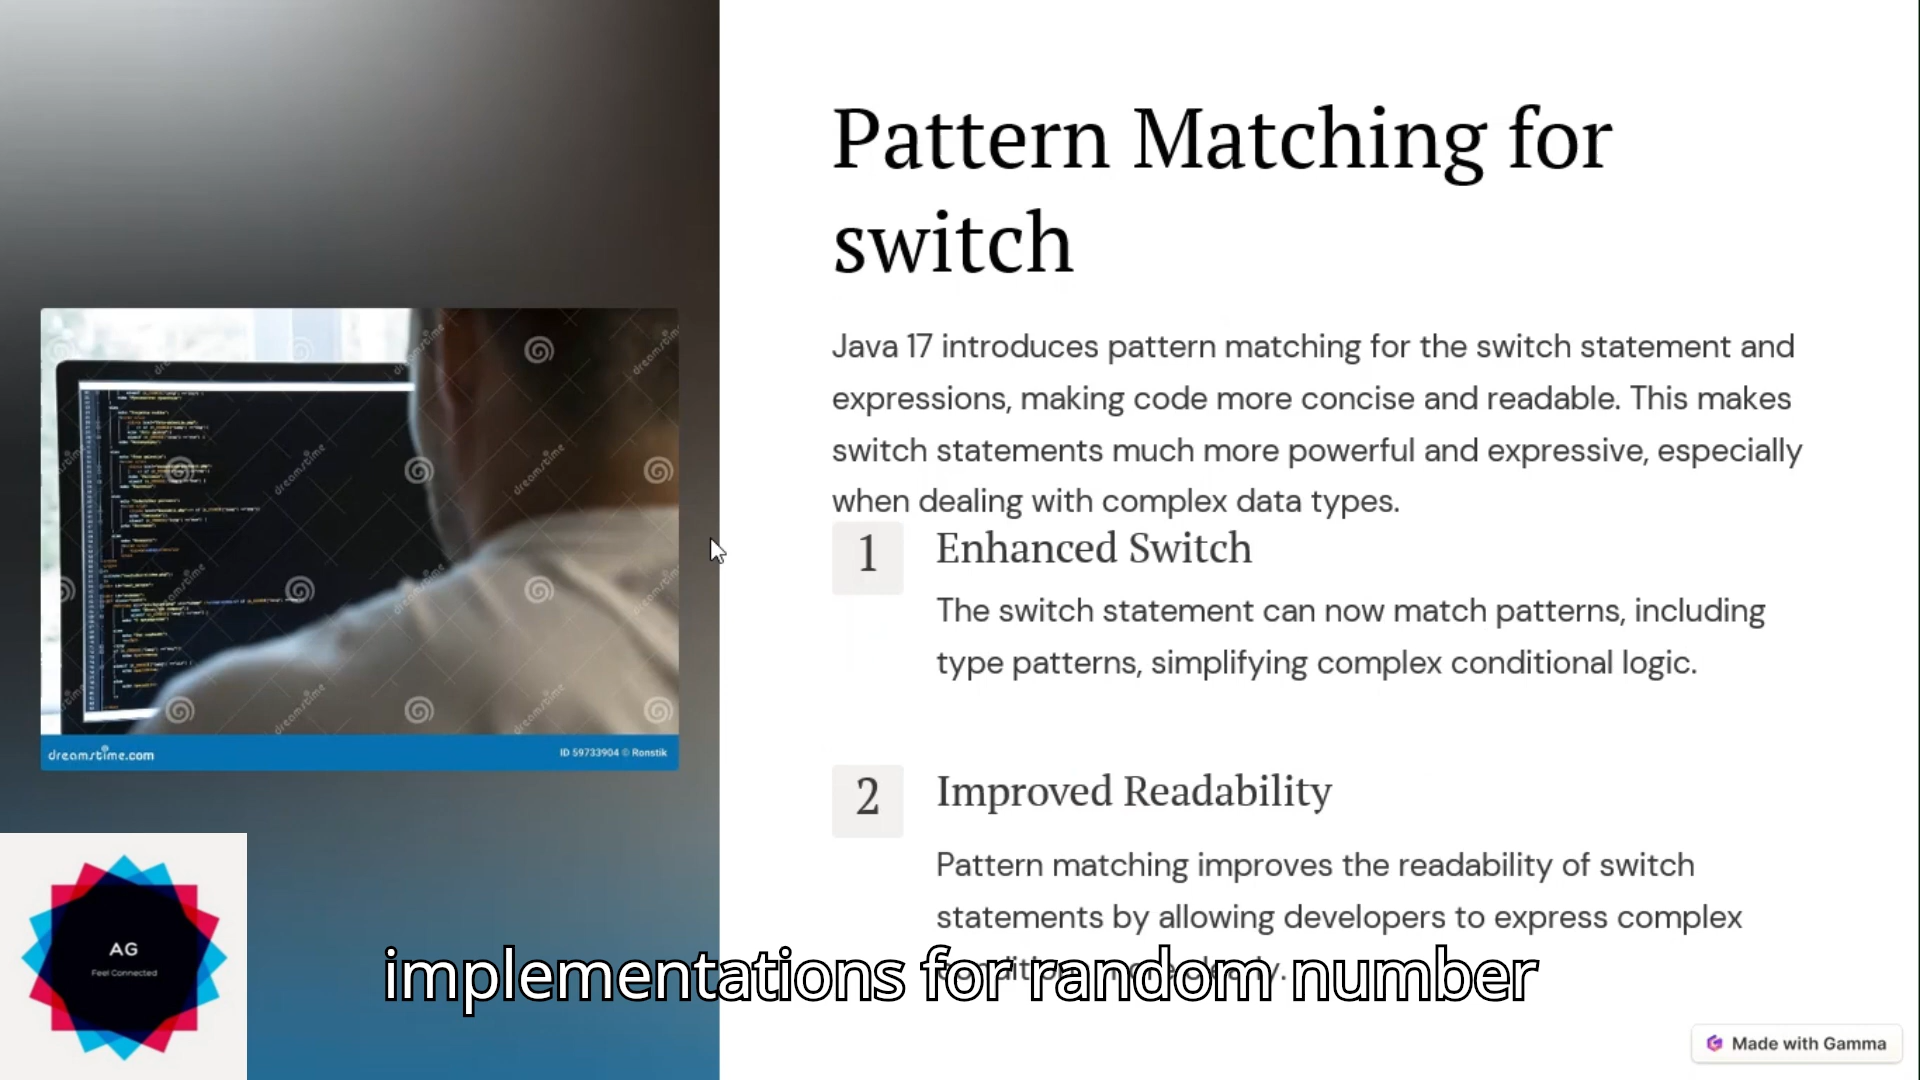 Pattern Matching for
switch
Java 17 introduces pattern matching for the switch statement and
expressions, making code more concise and readable. This makes
switch statements much more powerful and expressive, especially
when dealing with complex data types.
1
Enhanced Switch
The switch statement can now match patterns, including
type patterns, simplifying complex conditional logic.
2
Improved Readability
Pattern matching improves the readability of switch
statements by allowing developers to express complex
implementations for random number
dreamstime.com
ID 59733904 © Ronstik
AG
Feel Connected
Made with Gamma